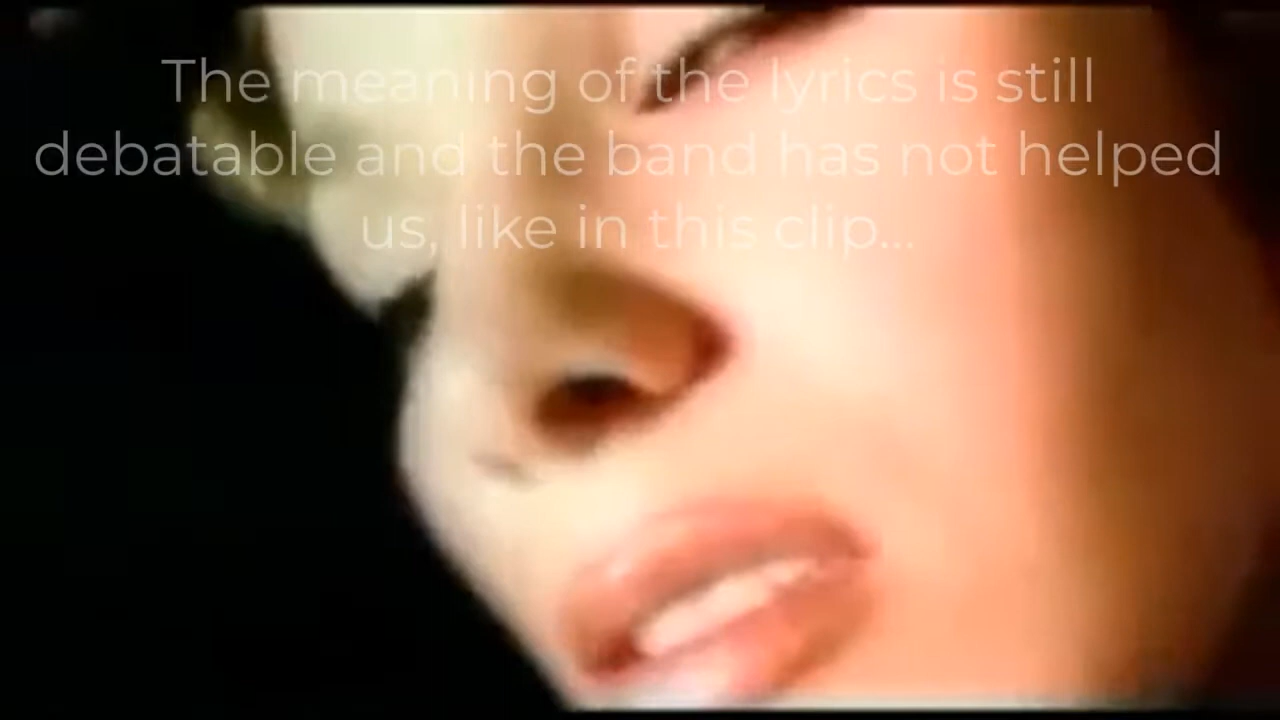 The meaning of the lyrics is still
debatable and the band has not helped
us, like in this clip...